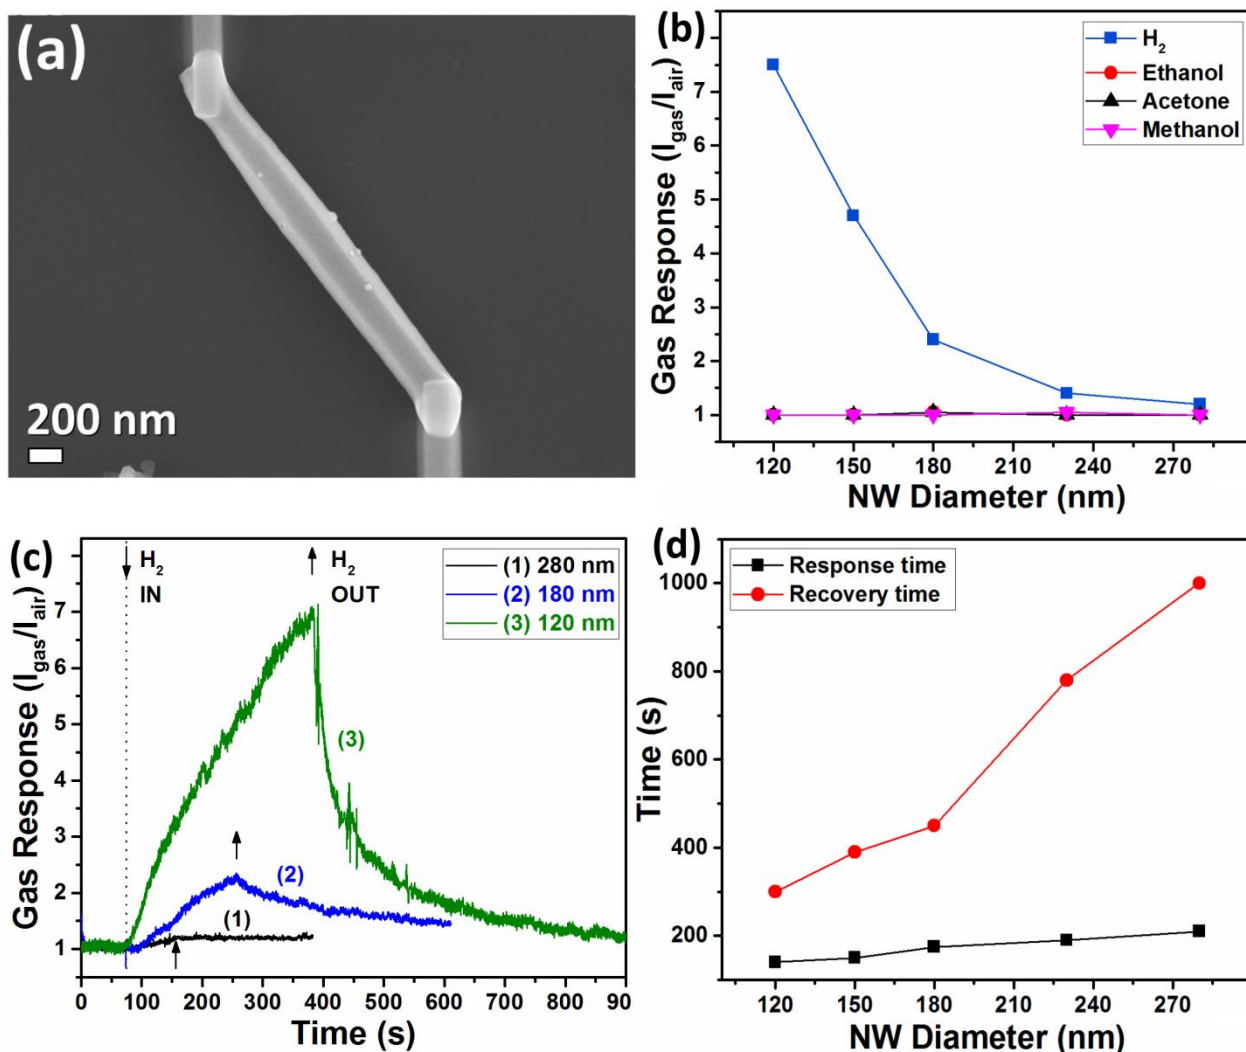 (a)
200 nm
(b)
Gas Response (I_gas/I_air)
7
6
5
4
3
2
1
H₂
Ethanol
Acetone
Methanol
120 150 180 210 240 270
NW Diameter (nm)
(c)
Gas Response (I_gas/I_air)
7
6
5
4
3
2
1
H₂
IN
H₂
OUT
(1) 280 nm
(2) 180 nm
(3) 120 nm
(3)
(2)
(1)
0 100 200 300 400 500 600 700 800 90
Time (s)
(d)
Time (s)
1000
800
600
400
200
Response time
Recovery time
120 150 180 210 240 270
NW Diameter (nm)